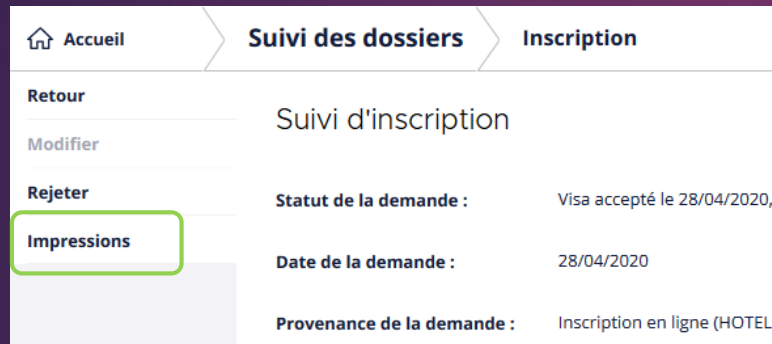 Accueil
Suivi des dossiers
Inscription
Retour
Modifier
Rejeter
Impressions
Suivi d'inscription
Statut de la demande : Visa accepté le 28/04/2020,
Date de la demande : 28/04/2020
Provenance de la demande : Inscription en ligne (HOTEL